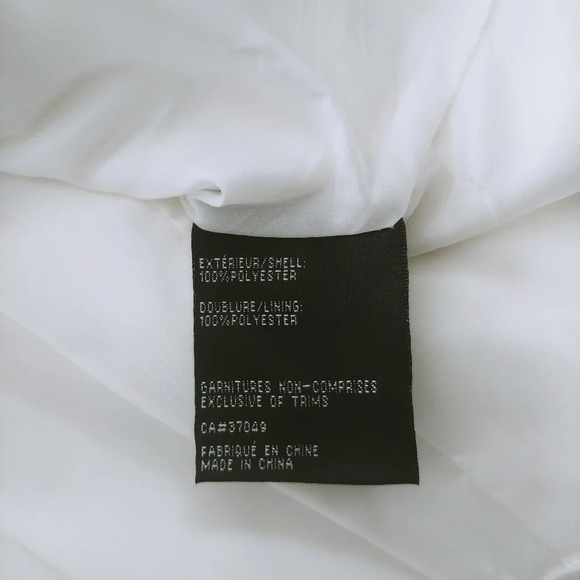 EXTÉRIEUR/SHELL:
100%POLYESTER
DOUBLURE/LINING:
100%POLYESTER
GARNITURES NON-COMPRISES
EXCLUSIVE OF TRIMS
CA#37049
FABRIQUÉ EN CHINE
MADE IN CHINA